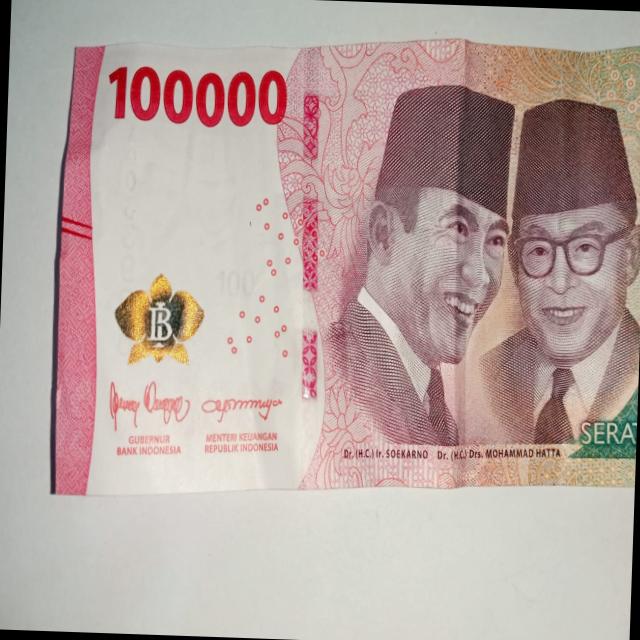 100000
100
B
GUBERNUR
BANK INDONESIA
MENTERI KEUANGAN
REPUBLIK INDONESIA
Dr. (H.C.) Ir. SOEKARNO
Dr. (H.C.) Drs. MOHAMMAD HATTA
SERAT